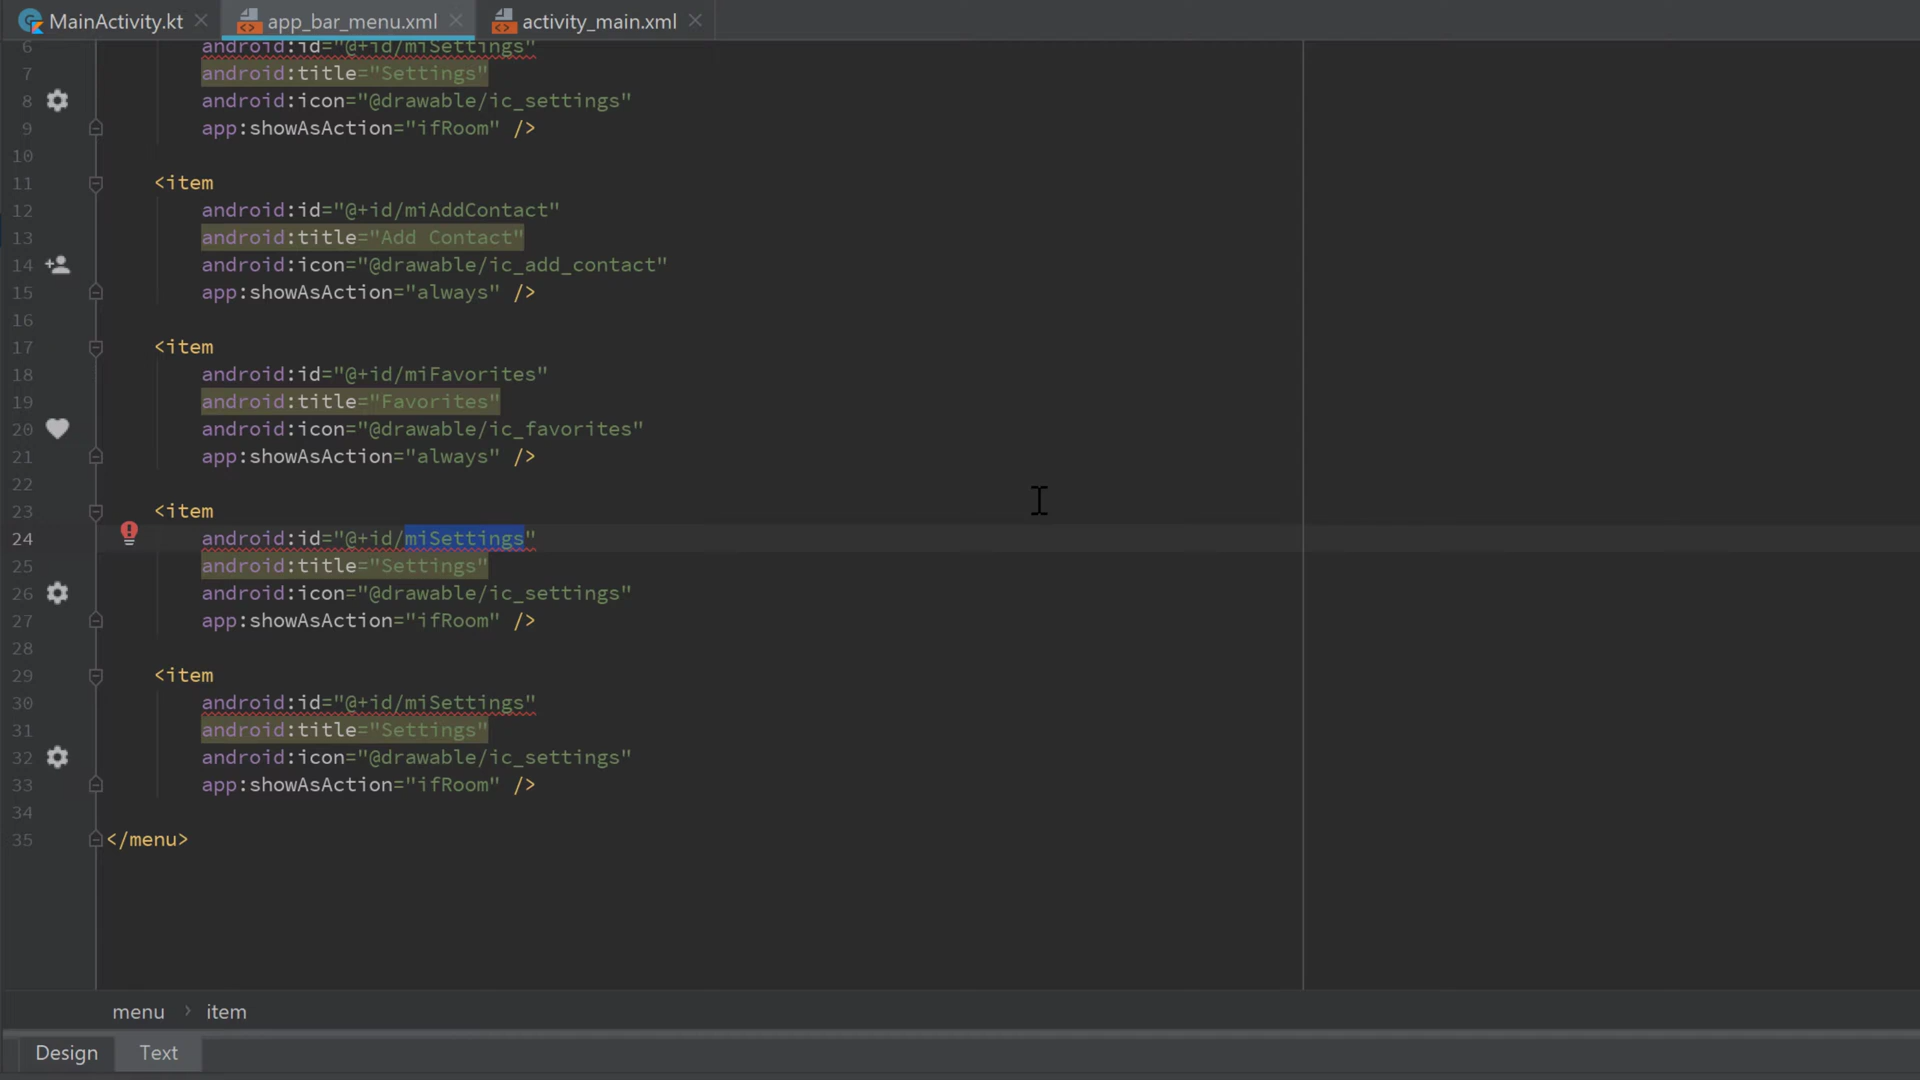 MainActivity.kt app_bar_menu.xml activity_main.xml
6 android:id="@+id/miSettings"
7 android:title="Settings"
8 android:icon="@drawable/ic_settings"
9 app:showAsAction="ifRoom" />
10
11 <item
12 android:id="@+id/miAddContact"
13 android:title="Add Contact"
14 android:icon="@drawable/ic_add_contact"
15 app:showAsAction="always" />
16
17 <item
18 android:id="@+id/miFavorites"
19 android:title="Favorites"
20 android:icon="@drawable/ic_favorites"
21 app:showAsAction="always" />
22
23 <item
24 android:id="@+id/miSettings"
25 android:title="Settings"
26 android:icon="@drawable/ic_settings"
27 app:showAsAction="ifRoom" />
28
29 <item
30 android:id="@+id/miSettings"
31 android:title="Settings"
32 android:icon="@drawable/ic_settings"
33 app:showAsAction="ifRoom" />
34
35 </menu>
menu › item
Design Text